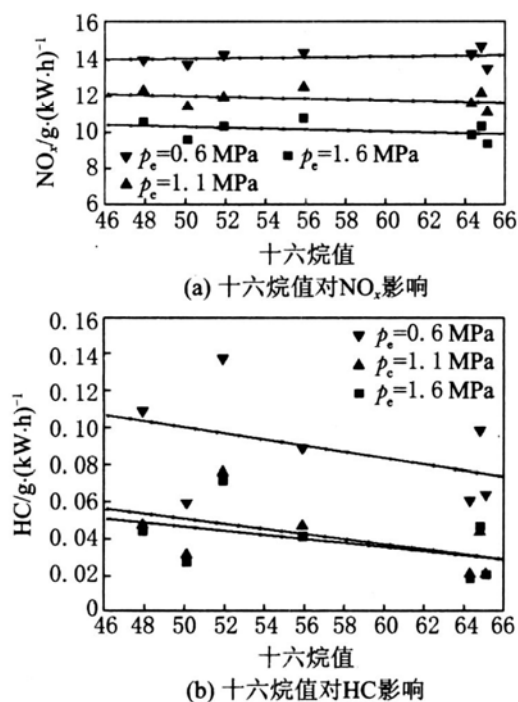 NOₓ/g·(kW·h)⁻¹
16
14
12
10
8
6
▼ pₑ=0.6 MPa ■ pₑ=1.6 MPa
▲ pₑ=1.1 MPa
46 48 50 52 54 56 58 60 62 64 66
十六烷值
(a) 十六烷值对NOₓ影响
HC/g·(kW·h)⁻¹
0.16
0.14
0.12
0.10
0.08
0.06
0.04
0.02
0
▼ pₑ=0.6 MPa
▲ pₑ=1.1 MPa
■ pₑ=1.6 MPa
46 48 50 52 54 56 58 60 62 64 66
十六烷值
(b) 十六烷值对HC影响